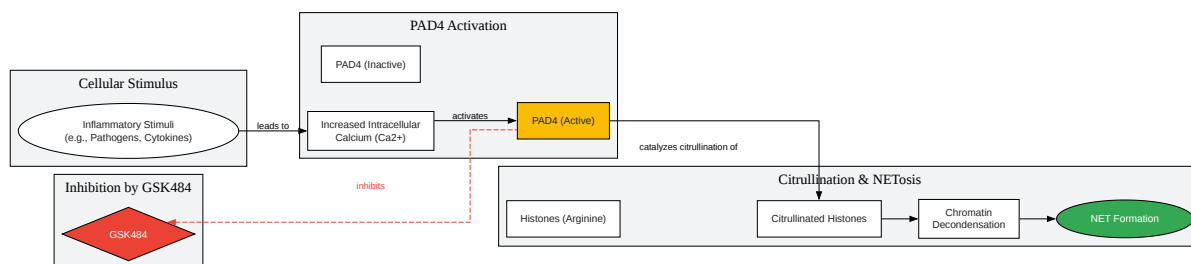 PAD4 Activation
PAD4 (Inactive)
Cellular Stimulus
Inflammatory Stimuli
(e.g., Pathogens, Cytokines)
leads to
Increased Intracellular
Calcium (Ca2+)
activates
PAD4 (Active)
catalyzes citrullination of
Inhibition by GSK484
GSK484
inhibits
Citrullination & NETosis
Histones (Arginine)
Citrullinated Histones
Chromatin
Decondensation
NET Formation